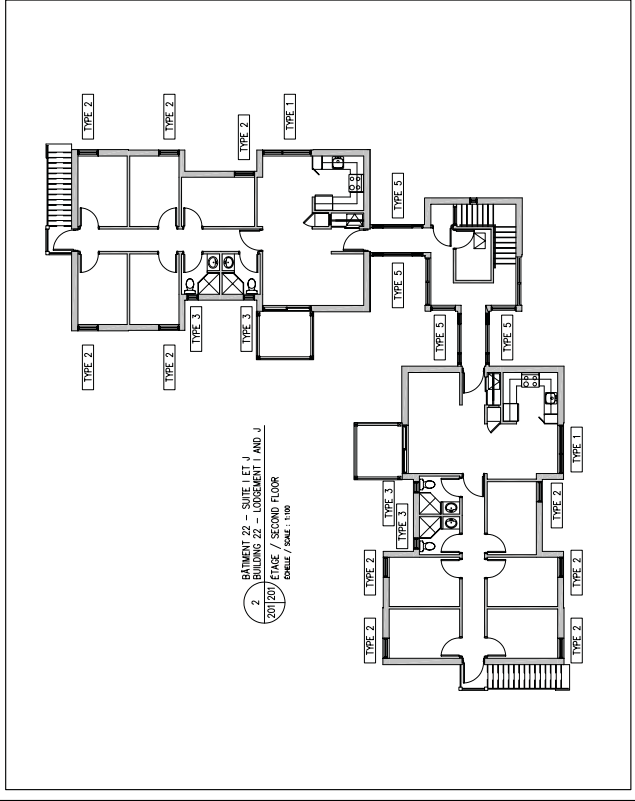 TYPE 2
TYPE 2
TYPE 2
TYPE 1
TYPE 5
TYPE 5
TYPE 3
TYPE 3
TYPE 2
TYPE 2
TYPE 5
TYPE 5
BÂTIMENT 22 - SUITE I ET J
BUILDING 22 - LODGEMENT I AND J
2
201 201
ÉTAGE / SECOND FLOOR
ÉCHELLE / SCALE : 1:100
TYPE 3
TYPE 3
TYPE 1
TYPE 2
TYPE 2
TYPE 2
TYPE 2
TYPE 2